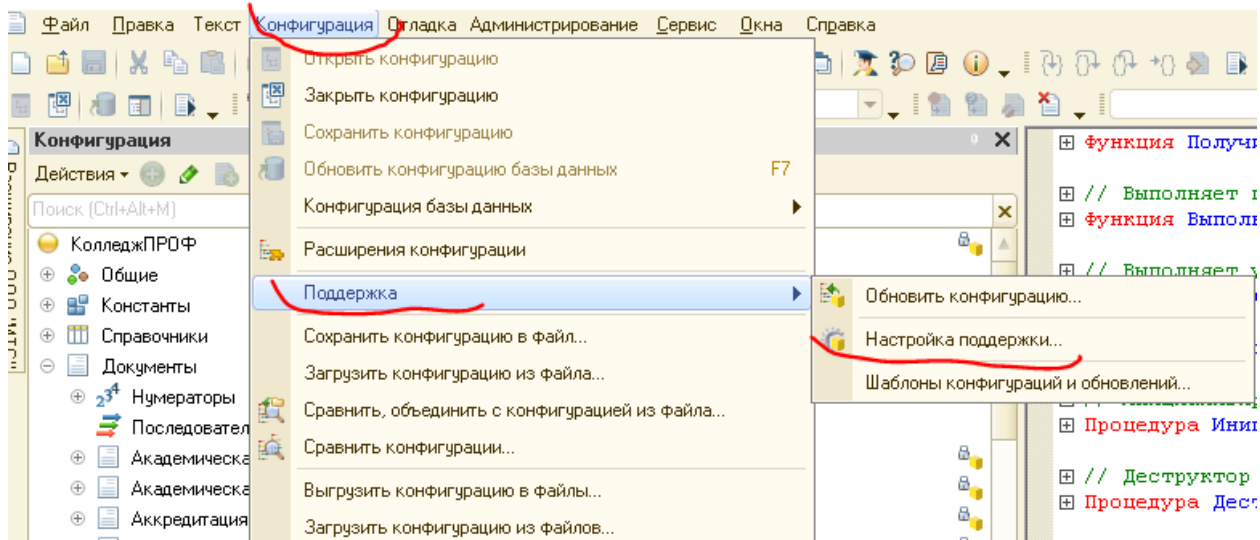 Файл Правка Текст Конфигурация Отладка Администрирование Сервис Окна Справка
Открыть конфигурацию
Закрыть конфигурацию
Сохранить конфигурацию
Обновить конфигурацию базы данных F7
Конфигурация базы данных
Расширения конфигурации
Поддержка
Сохранить конфигурацию в файл...
Загрузить конфигурацию из файла...
Сравнить, объединить с конфигурацией из файла...
Сравнить конфигурации...
Выгрузить конфигурацию в файлы...
Загрузить конфигурацию из файлов...
Обновить конфигурацию...
Настройка поддержки...
Шаблоны конфигураций и обновлений...
Конфигурация
Действия
Поиск (Ctrl+Alt+M)
КолледжПРОФ
Общие
Константы
Справочники
Документы
Нумераторы
Последовател
Академическа
Академическа
Аккредитация
Функция Получи
// Выполняет
Функция Выполн
// Выполняет
Процедура Иниц
// Деструктор
Процедура Дест